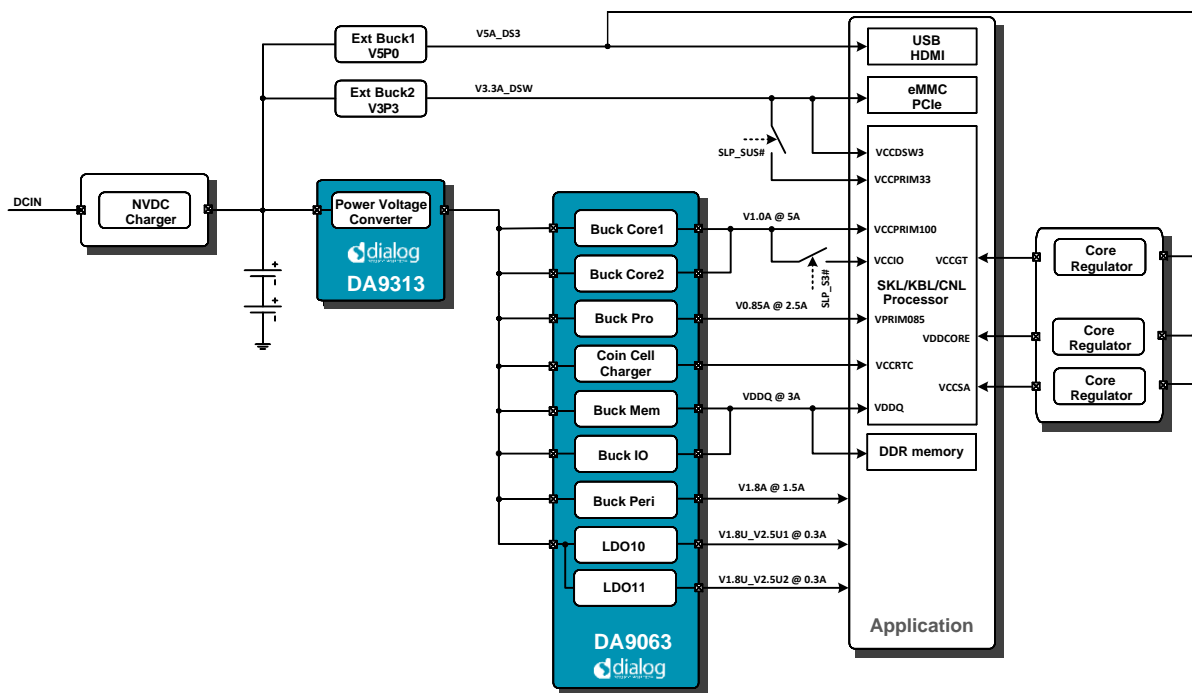 Ext Buck1
V5P0
V5A_DS3
USB
HDMI
Ext Buck2
V3P3
V3.3A_DSW
eMMC
PCIe
SLP_SUS#
VCCDSW3
VCCPRIM33
DCIN
NVDC
Charger
Power Voltage
Converter
dialog
DA9313
Buck Core1
V1.0A @ 5A
VCCPRIM100
Buck Core2
SLP_S3#
VCCIO
VCCGT
Core
Regulator
SKL/KBL/CNL
Processor
Buck Pro
V0.85A @ 2.5A
VPRIM085
VDDCORE
Core
Regulator
Coin Cell
Charger
VCCRTC
VCCSA
Core
Regulator
Buck Mem
VDDQ @ 3A
VDDQ
Buck IO
DDR memory
Buck Peri
V1.8A @ 1.5A
LDO10
V1.8U_V2.5U1 @ 0.3A
LDO11
V1.8U_V2.5U2 @ 0.3A
Application
DA9063
dialog